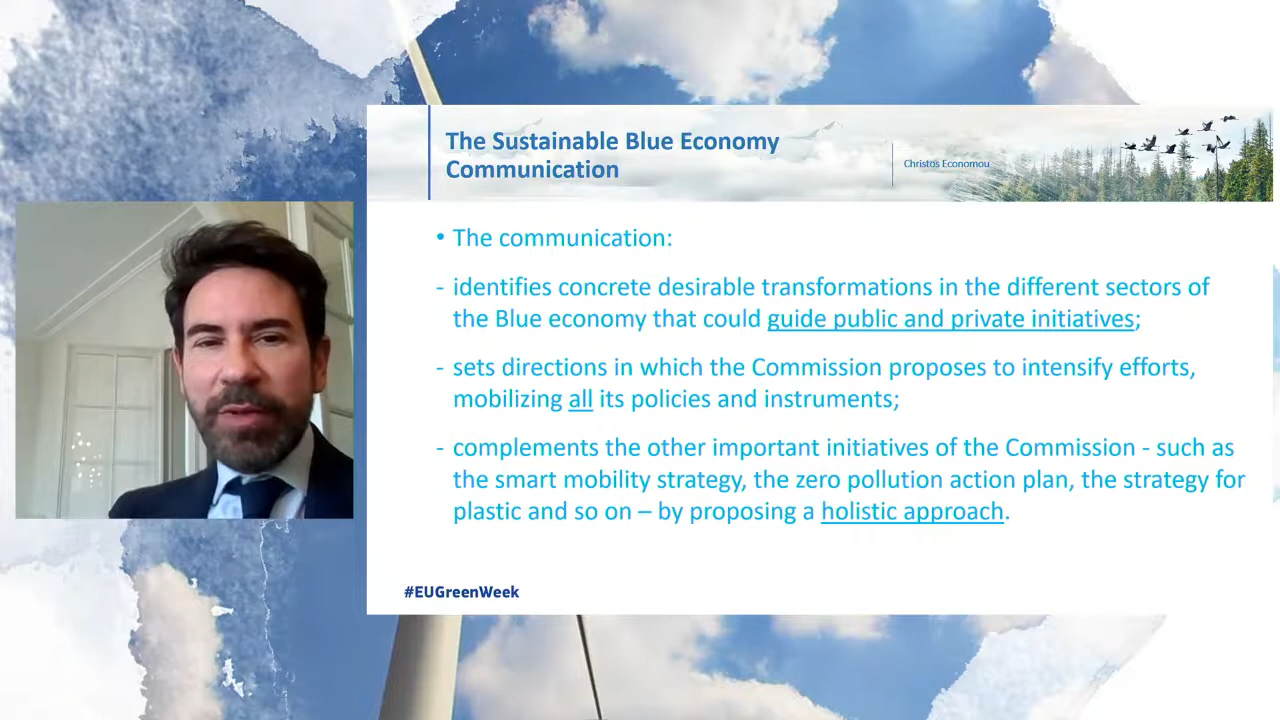 The Sustainable Blue Economy
Communication
Christos Economou
• The communication:
- identifies concrete desirable transformations in the different sectors of
the Blue economy that could guide public and private initiatives;
- sets directions in which the Commission proposes to intensify efforts,
mobilizing all its policies and instruments;
- complements the other important initiatives of the Commission - such as
the smart mobility strategy, the zero pollution action plan, the strategy for
plastic and so on – by proposing a holistic approach.
#EUGreenWeek